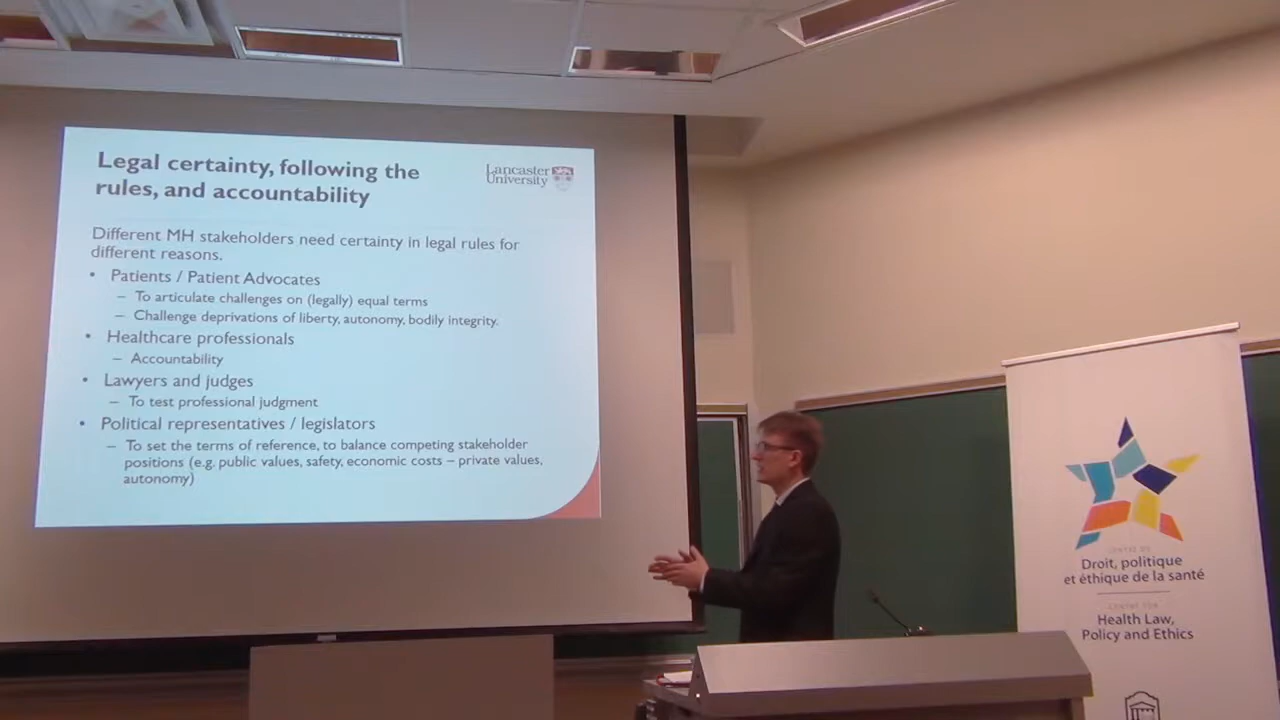 Legal certainty, following the
rules, and accountability
Lancaster
University
Different MH stakeholders need certainty in legal rules for
different reasons.
• Patients / Patient Advocates
– To articulate challenges on (legally) equal terms
– Challenge deprivations of liberty, autonomy, bodily integrity.
• Healthcare professionals
– Accountability
• Lawyers and judges
– To test professional judgment
• Political representatives / legislators
– To set the terms of reference, to balance competing stakeholder
positions (e.g. public values, safety, economic costs – private values,
autonomy)
CENTRE DE
Droit, politique
et éthique de la santé
CENTRE FOR
Health Law,
Policy and Ethics